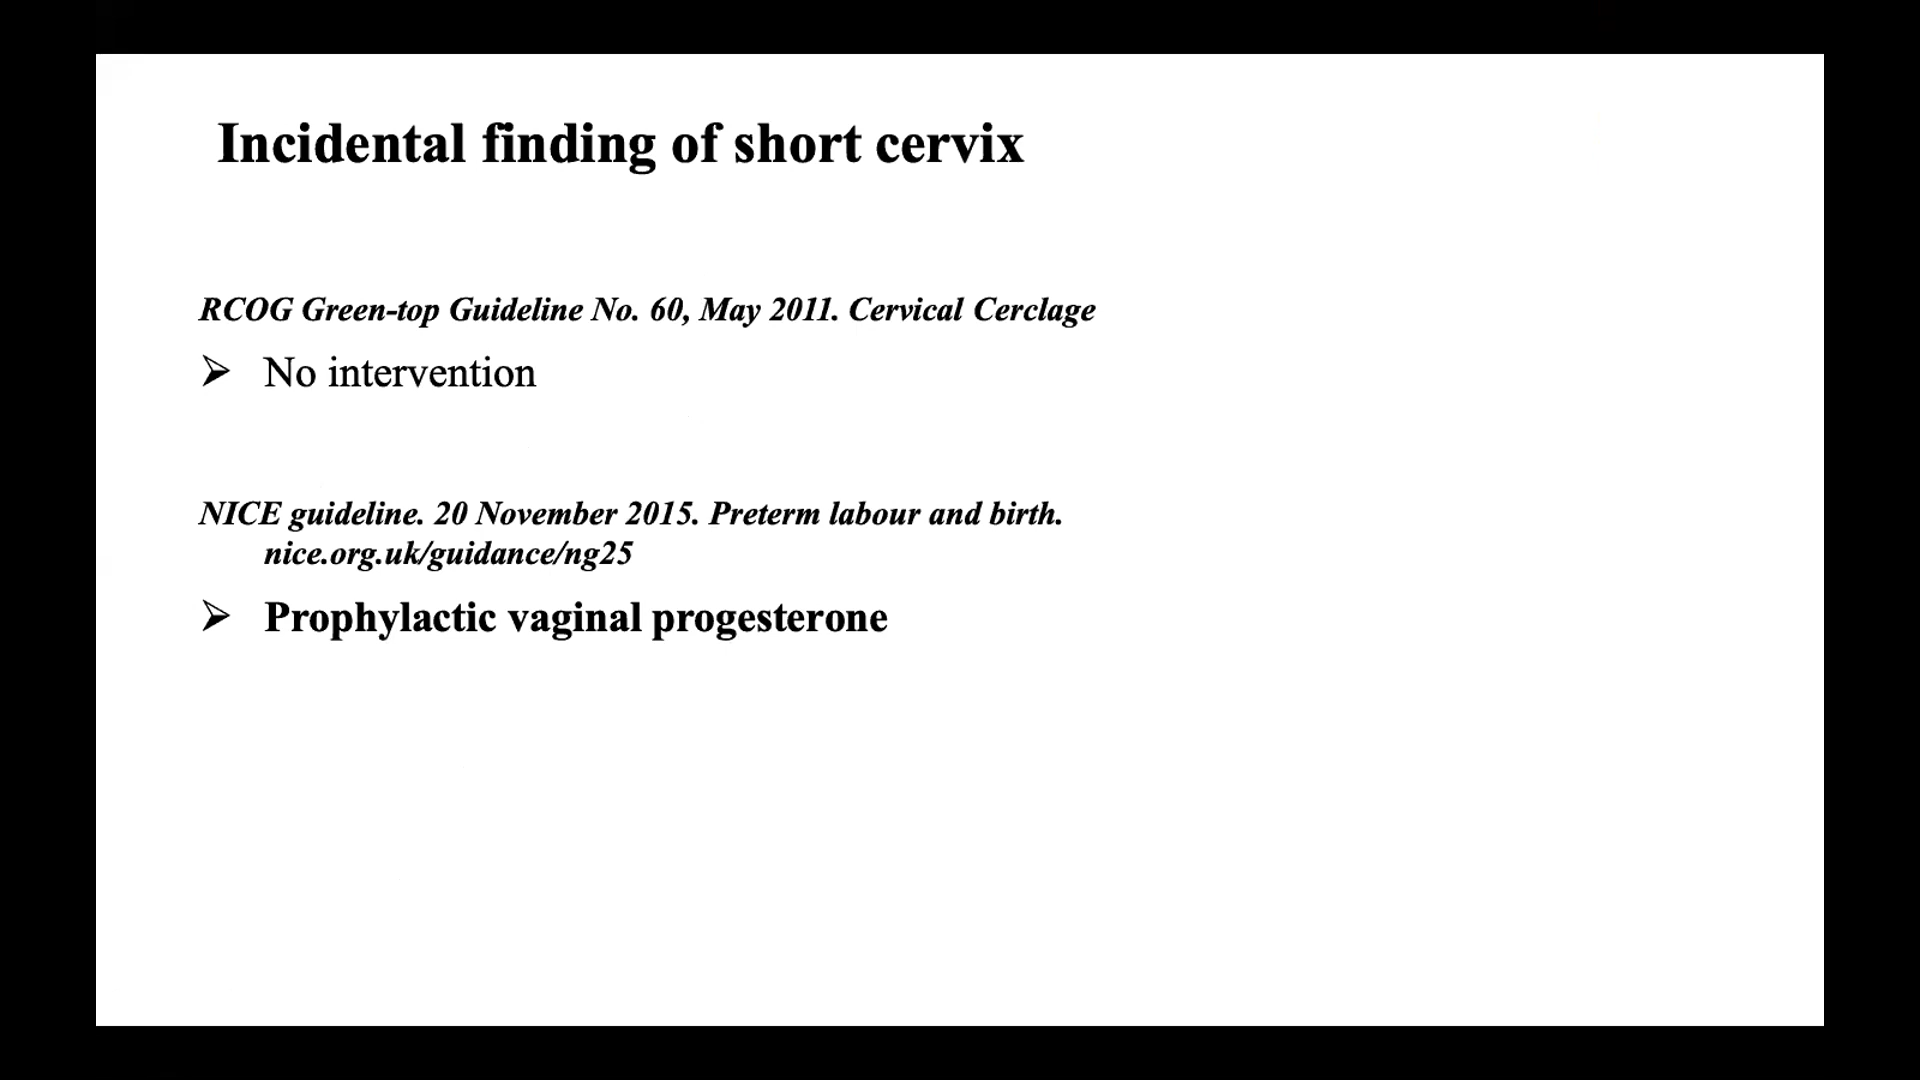 Incidental finding of short cervix
RCOG Green-top Guideline No. 60, May 2011. Cervical Cerclage
➢ No intervention
NICE guideline. 20 November 2015. Preterm labour and birth.
nice.org.uk/guidance/ng25
➢ Prophylactic vaginal progesterone